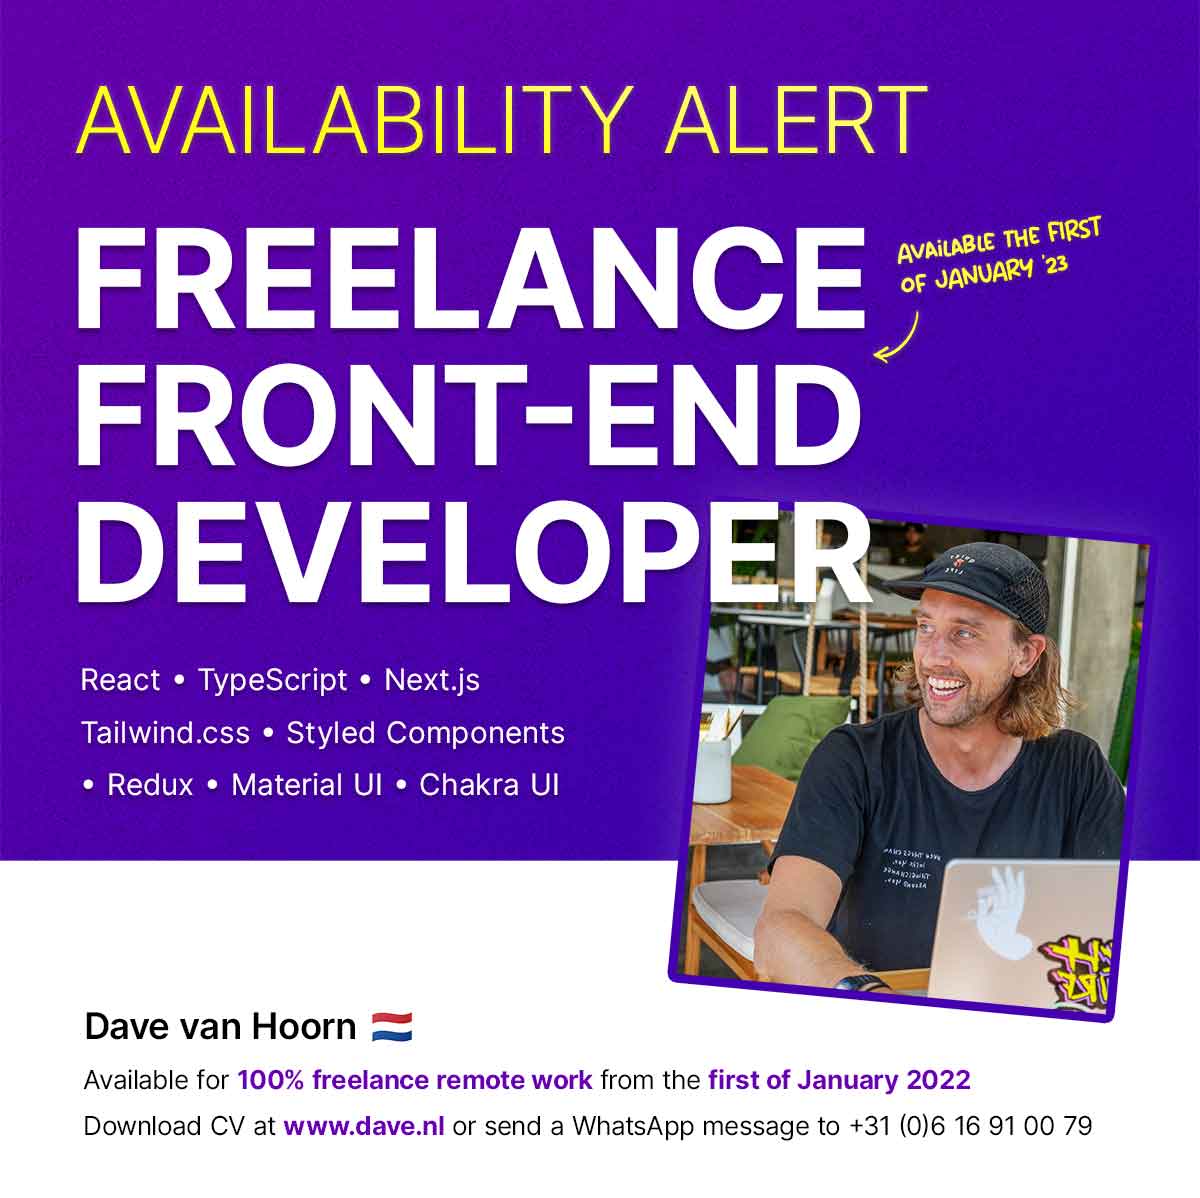 AVAILABILITY ALERT
FREELANCE
AVAILABLE THE FIRST
OF JANUARY '23
FRONT-END
DEVELOPER
React • TypeScript • Next.js
Tailwind.css • Styled Components
• Redux • Material UI • Chakra UI
Dave van Hoorn
Available for 100% freelance remote work from the first of January 2022
Download CV at www.dave.nl or send a WhatsApp message to +31 (0)6 16 91 00 79